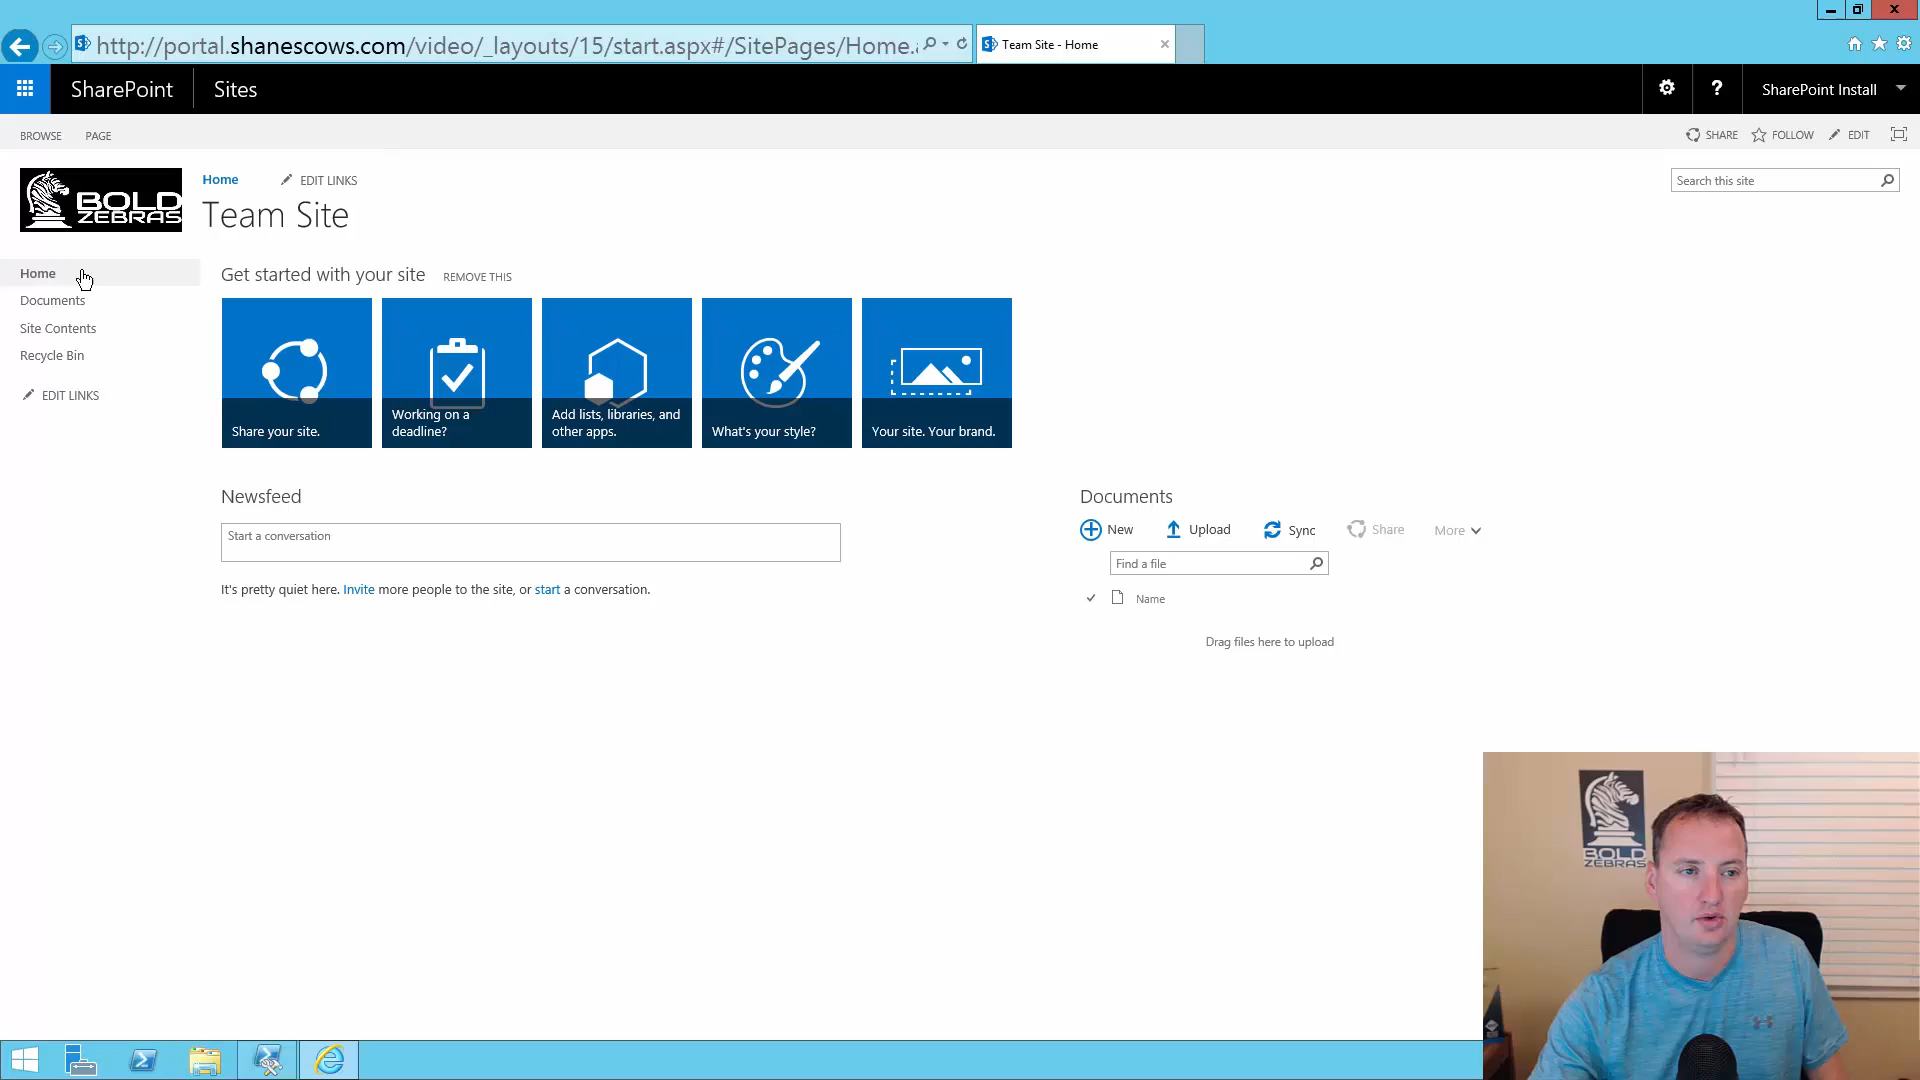 http://portal.shanescows.com/video/_layouts/15/start.aspx#/SitePages/Home.
Team Site - Home
SharePoint
Sites
?
SharePoint Install
BROWSE
PAGE
SHARE
FOLLOW
EDIT
BOLD
ZEBRAS
Home
EDIT LINKS
Search this site
Team Site
Home
Documents
Site Contents
Recycle Bin
EDIT LINKS
Get started with your site
REMOVE THIS
Share your site.
Working on a
deadline?
Add lists, libraries, and
other apps.
What's your style?
Your site. Your brand.
Newsfeed
Start a conversation
It's pretty quiet here. Invite more people to the site, or start a conversation.
Documents
New
Upload
Sync
Share
More
Find a file
Name
Drag files here to upload
BOLD
ZEBRAS